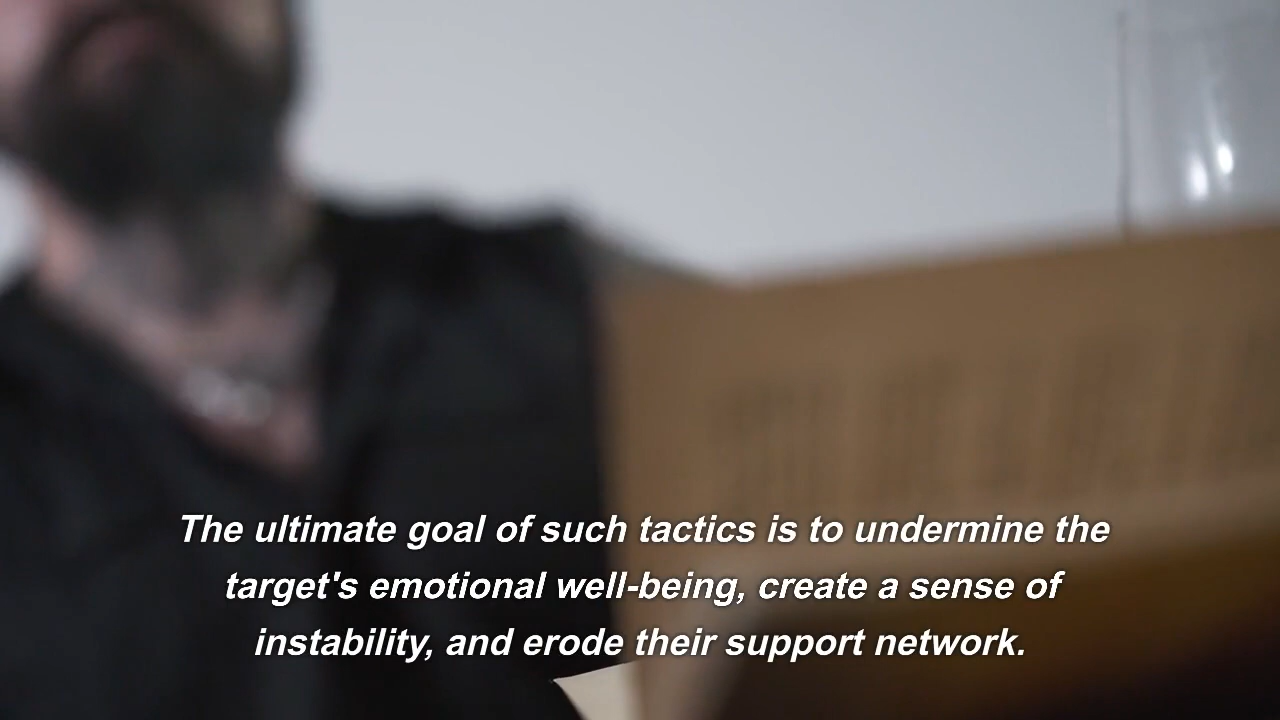 The ultimate goal of such tactics is to undermine the
target's emotional well-being, create a sense of
instability, and erode their support network.